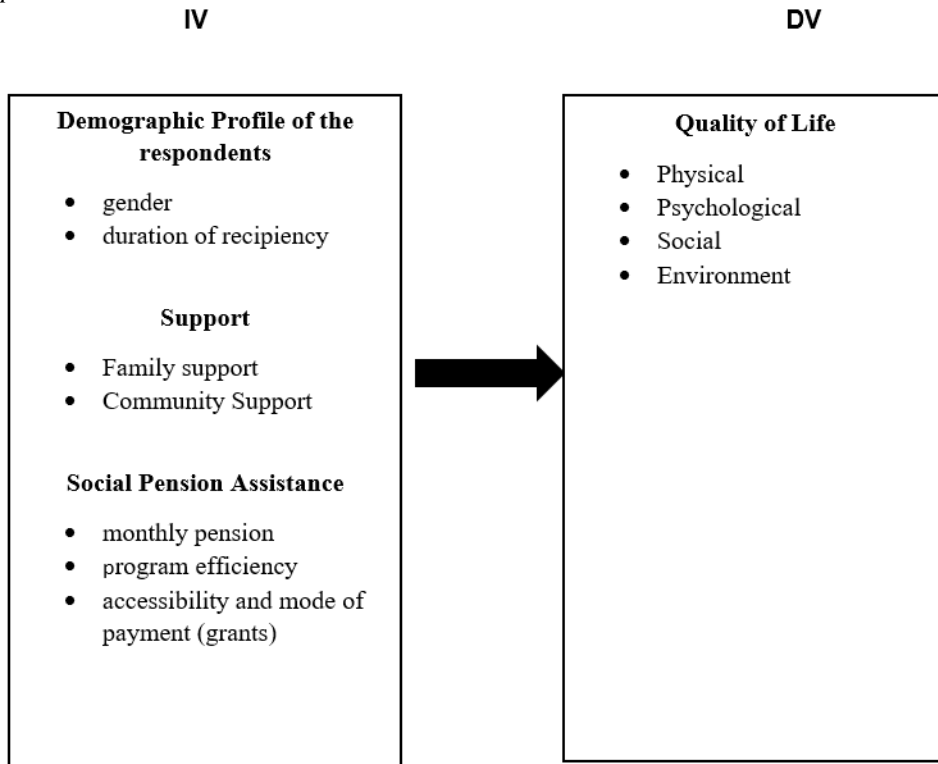 IV
DV
Demographic Profile of the
respondents
• gender
• duration of recipiency
Support
• Family support
• Community Support
Social Pension Assistance
• monthly pension
• program efficiency
• accessibility and mode of
payment (grants)
Quality of Life
• Physical
• Psychological
• Social
• Environment